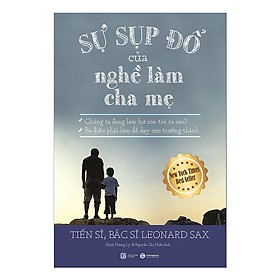 SỰ SỤP ĐỔ
của
nghề làm
cha mẹ
✓ Chúng ta đang làm hư con trẻ ra sao?
✓ Ba điều phải làm để dạy con trưởng thành
New York Times
Best Seller
TIẾN SĨ, BÁC SĨ LEONARD SAX